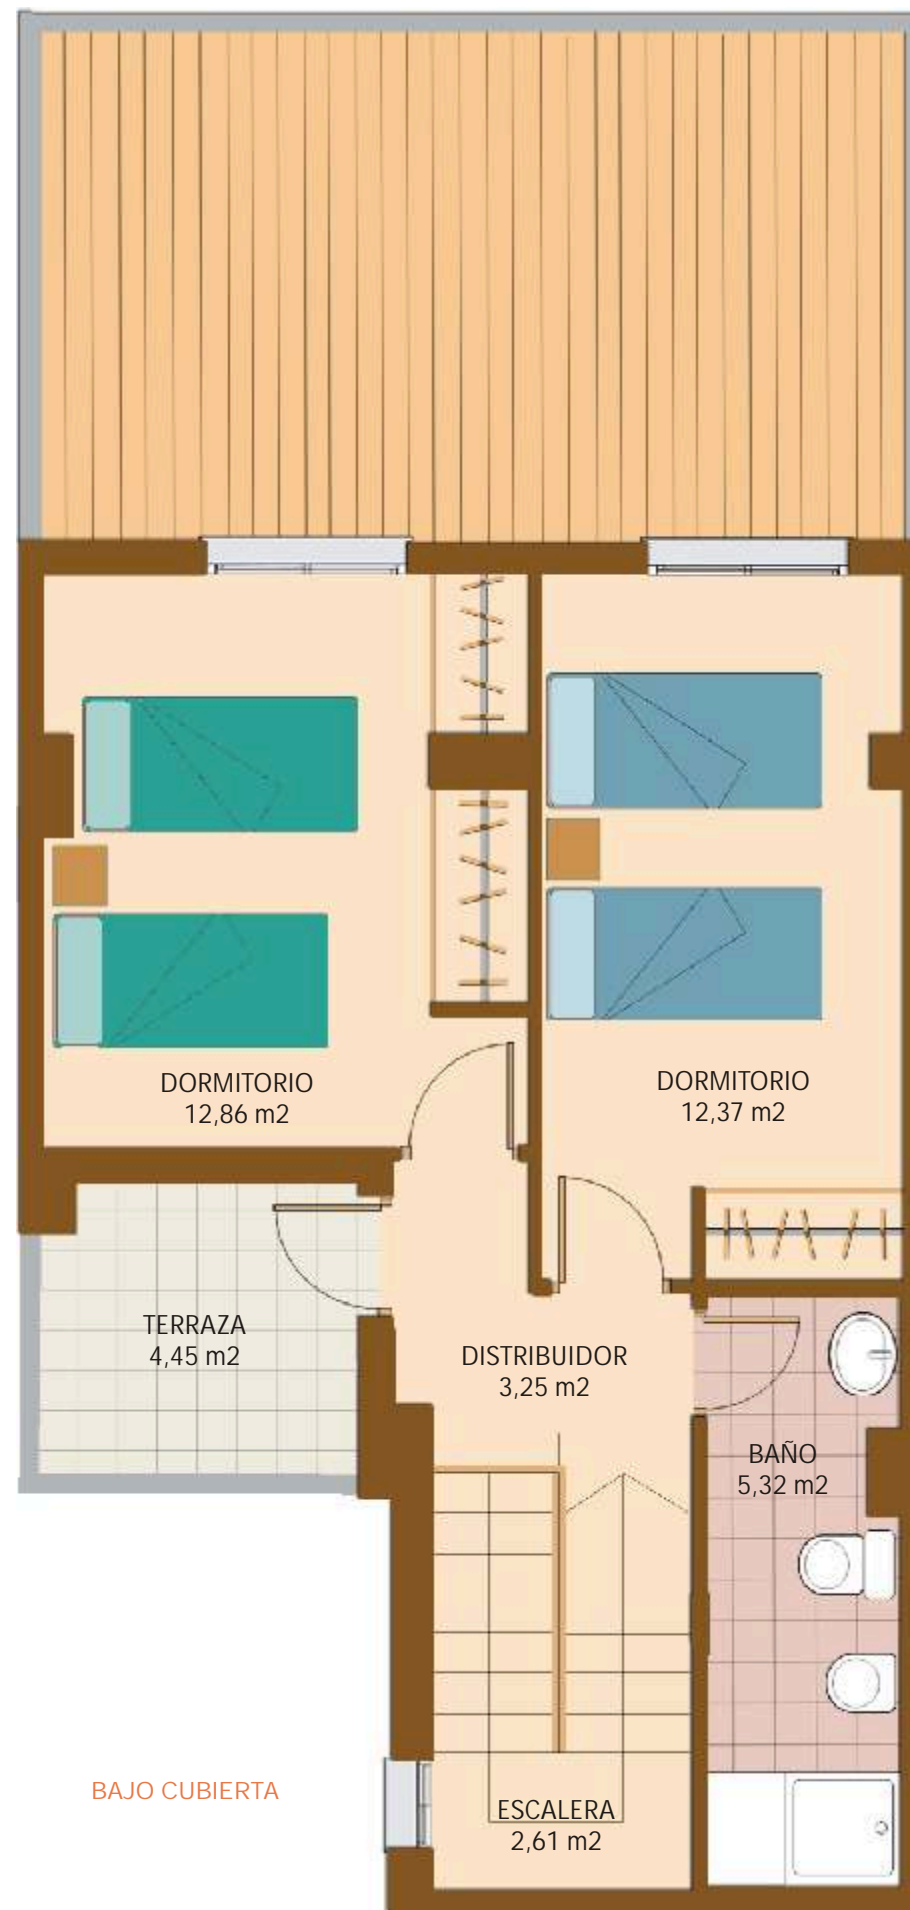 DORMITORIO
12,86 m2
DORMITORIO
12,37 m2
TERRAZA
4,45 m2
DISTRIBUIDOR
3,25 m2
BAÑO
5,32 m2
BAJO CUBIERTA
ESCALERA
2,61 m2